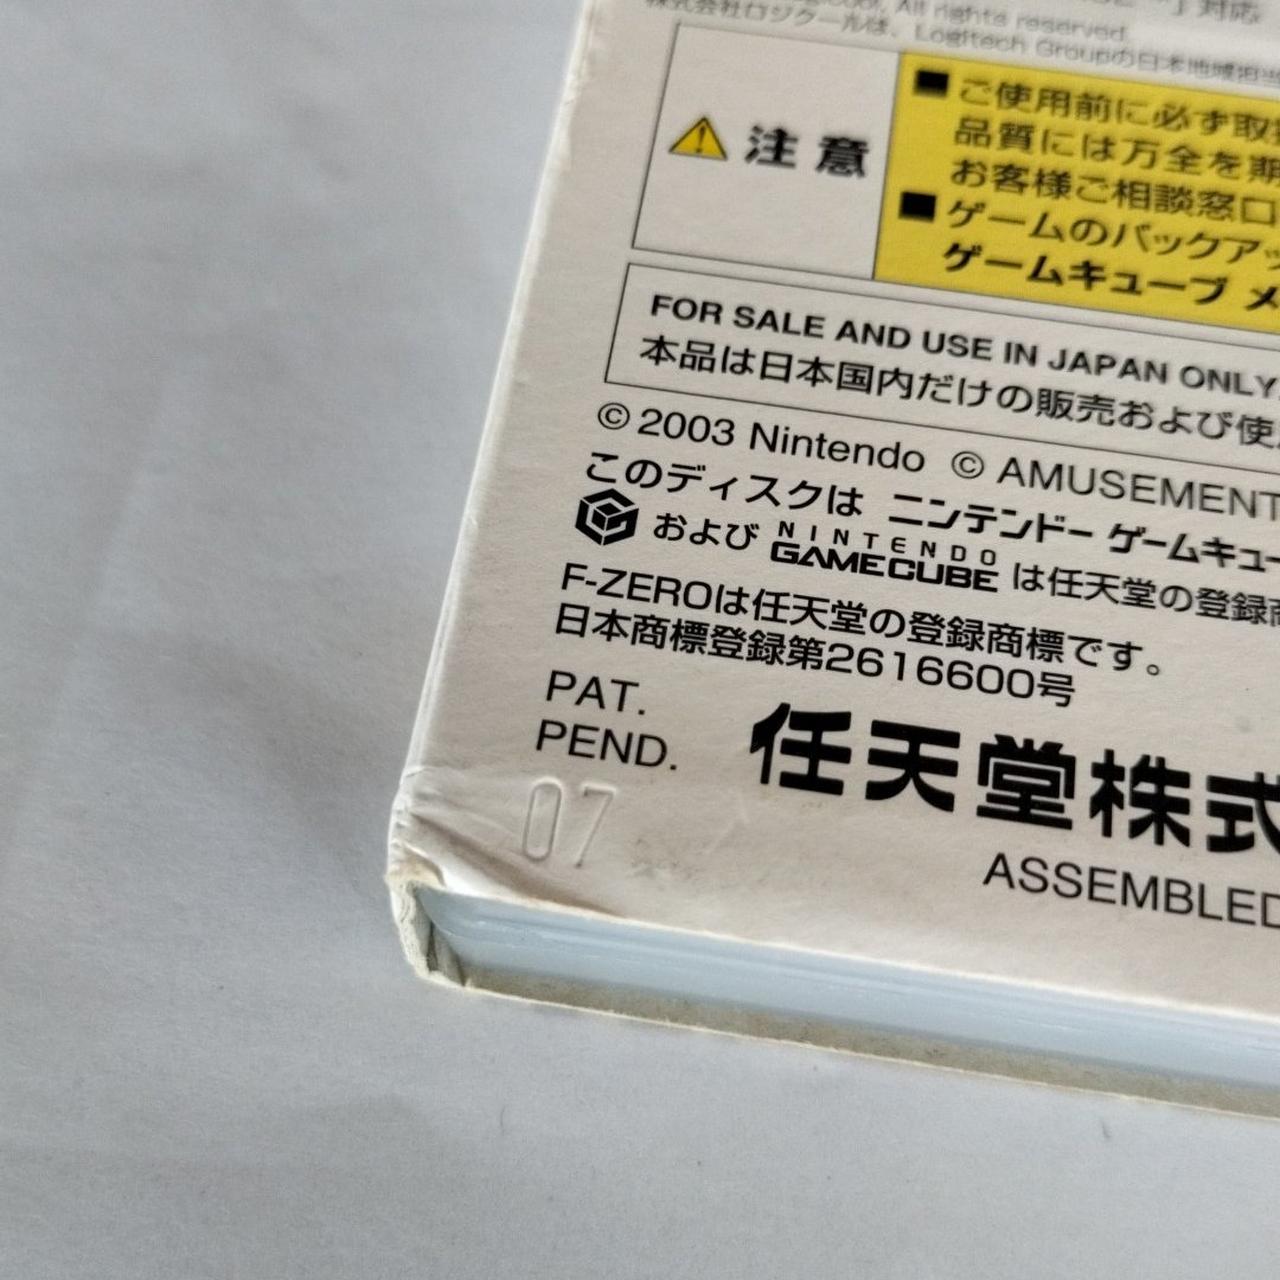 」対応
All rights reserved.
株式会社ロジクールは、Logitech Groupの日本地域担当
注意
■ご使用前に必ず取
品質には万全を期
お客様ご相談窓口
■ゲームのバックアッ
ゲームキューブ メ
FOR SALE AND USE IN JAPAN ONLY.
本品は日本国内だけの販売および使
©2003 Nintendo © AMUSEMENT
このディスクは ニンテンドー ゲームキュー
および NINTENDO GAMECUBE は任天堂の登録商
F-ZEROは任天堂の登録商標です。
日本商標登録第2616600号
PAT.
PEND.
任天堂株式
07
ASSEMBLED